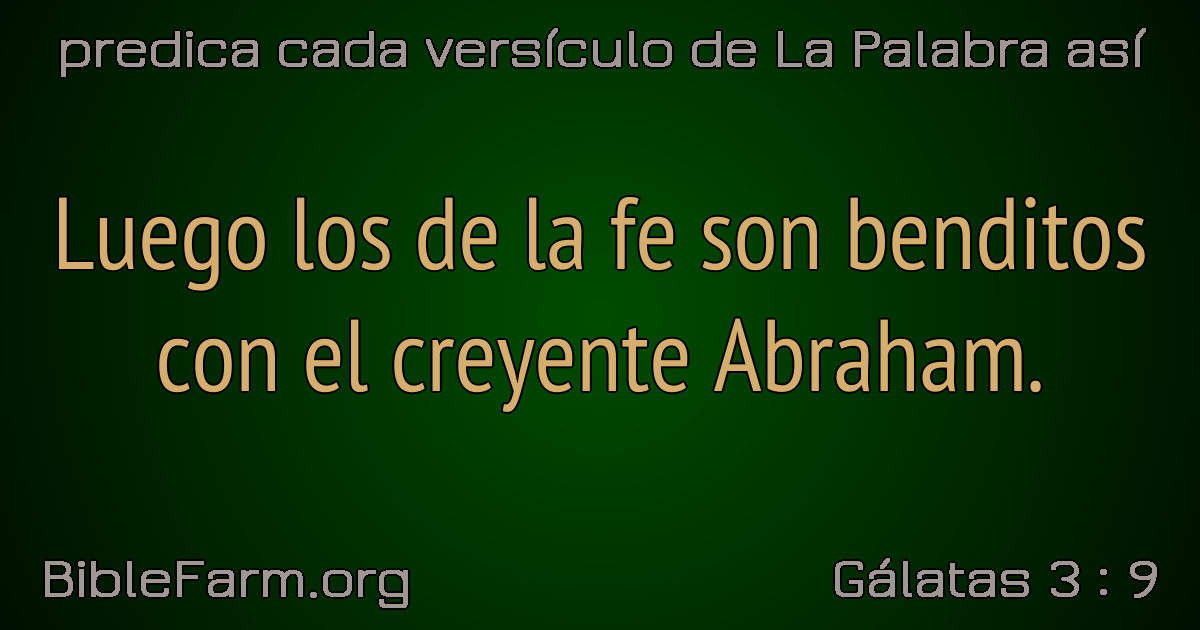 predica cada versículo de La Palabra así
Luego los de la fe son benditos
con el creyente Abraham.
BibleFarm.org
Gálatas 3 : 9